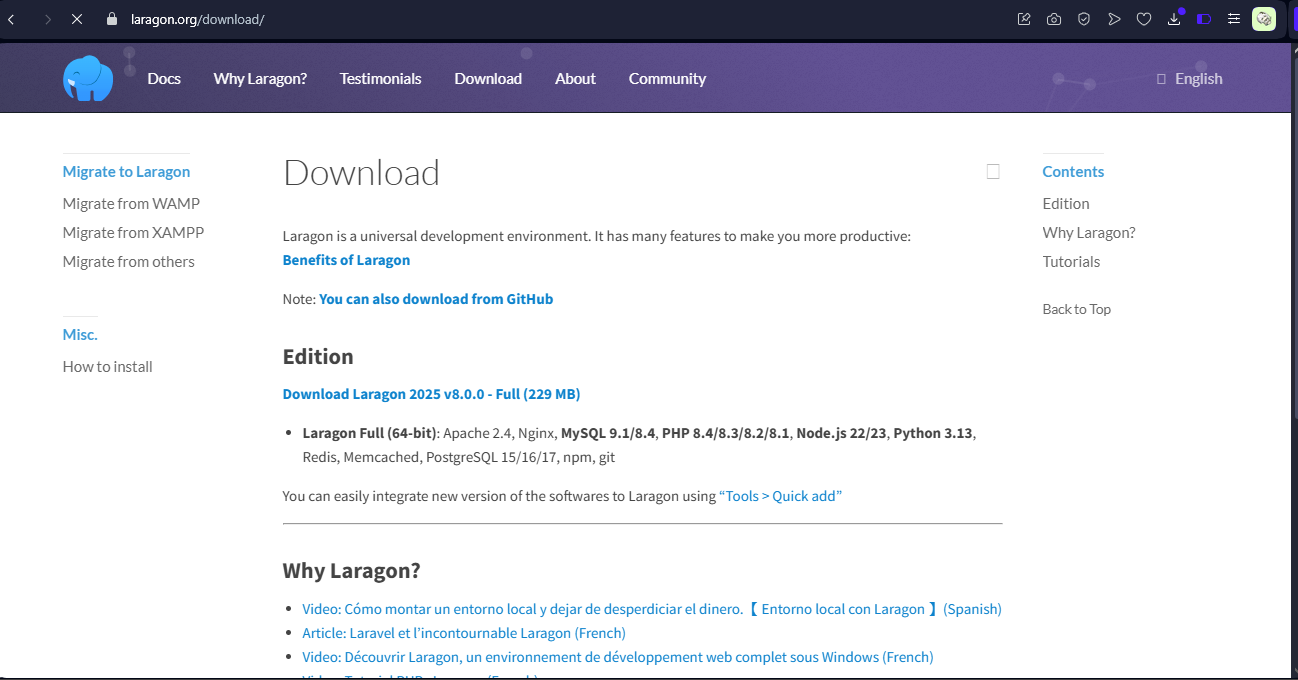 laragon.org/download/
Docs
Why Laragon?
Testimonials
Download
About
Community
English
Migrate to Laragon
Migrate from WAMP
Migrate from XAMPP
Migrate from others
Misc.
How to install
Download
Laragon is a universal development environment. It has many features to make you more productive:
Benefits of Laragon
Note: You can also download from GitHub
Edition
Download Laragon 2025 v8.0.0 - Full (229 MB)
Laragon Full (64-bit): Apache 2.4, Nginx, MySQL 9.1/8.4, PHP 8.4/8.3/8.2/8.1, Node.js 22/23, Python 3.13,
Redis, Memcached, PostgreSQL 15/16/17, npm, git
You can easily integrate new version of the softwares to Laragon using “Tools > Quick add”
Why Laragon?
Video: Cómo montar un entorno local y dejar de desperdiciar el dinero.【 Entorno local con Laragon 】(Spanish)
Article: Laravel et l’incontournable Laragon (French)
Video: Découvrir Laragon, un environnement de développement web complet sous Windows (French)
Contents
Edition
Why Laragon?
Tutorials
Back to Top